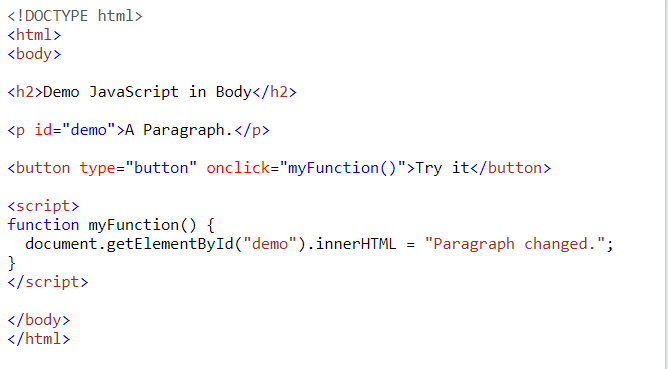 <!DOCTYPE html>
<html>
<body>

<h2>Demo JavaScript in Body</h2>

<p id="demo">A Paragraph.</p>

<button type="button" onclick="myFunction()">Try it</button>

<script>
function myFunction() {
  document.getElementById("demo").innerHTML = "Paragraph changed.";
}
</script>

</body>
</html>